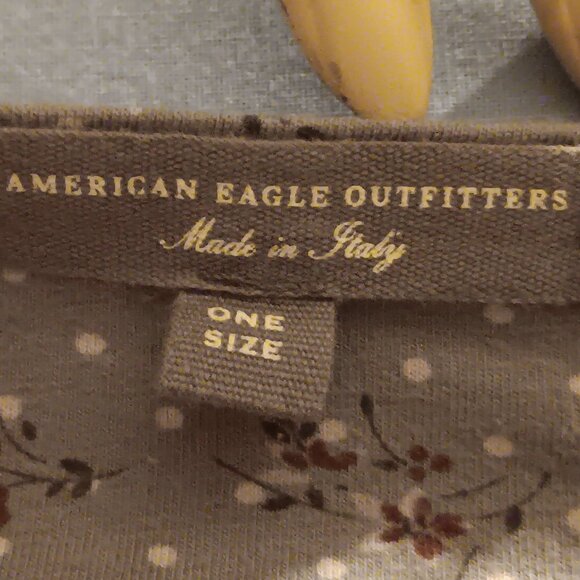 AMERICAN EAGLE OUTFITTERS
Made in Italy
ONE
SIZE